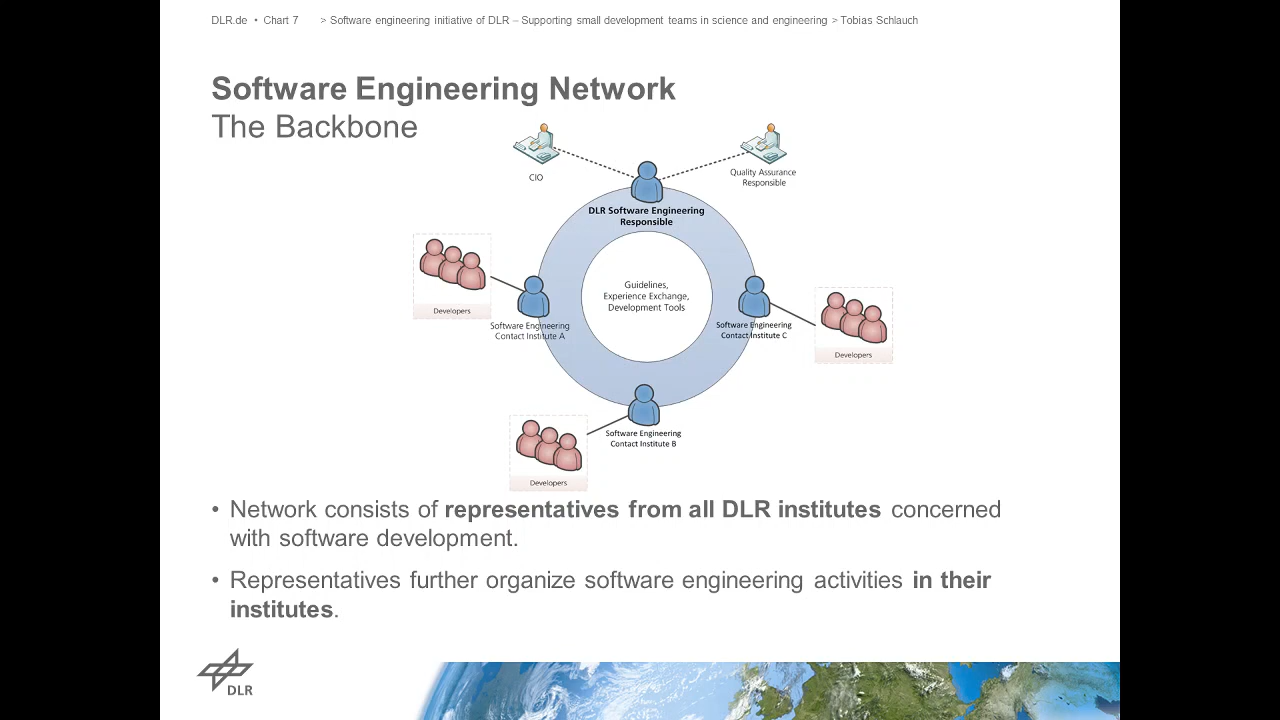 DLR.de • Chart 7 > Software engineering initiative of DLR – Supporting small development teams in science and engineering > Tobias Schlauch
Software Engineering Network
The Backbone
CIO
Quality Assurance
Responsible
DLR Software Engineering
Responsible
Guidelines,
Experience Exchange,
Development Tools
Developers
Software Engineering
Contact Institute A
Software Engineering
Contact Institute C
Developers
Software Engineering
Contact Institute B
Developers
• Network consists of representatives from all DLR institutes concerned
with software development.
• Representatives further organize software engineering activities in their
institutes.
DLR